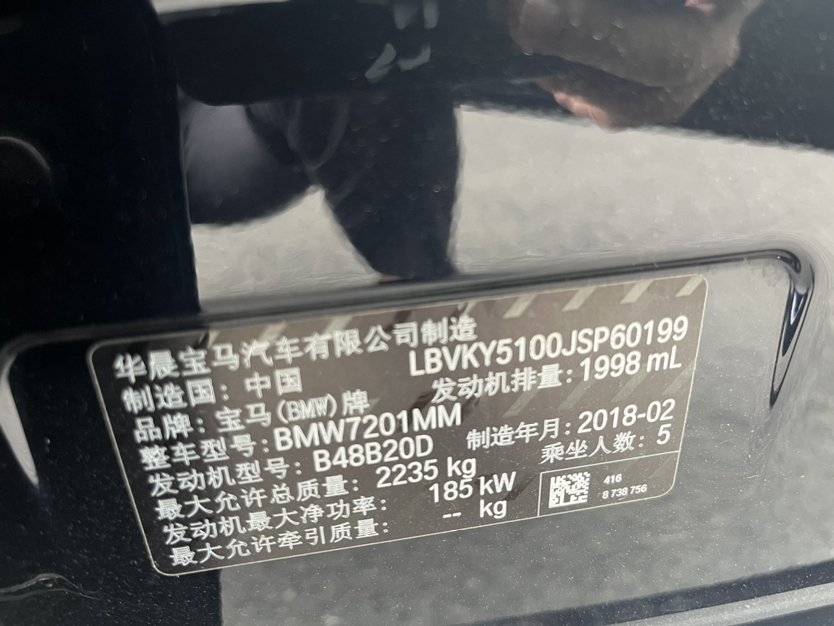 华晨宝马汽车有限公司制造
LBVKY5100JSP60199
制造国：中国
发动机排量：1998 mL
品牌：宝马(BMW)牌
整车型号：BMW7201MM
制造年月：2018-02
发动机型号：B48B20D
乘坐人数：5
最大允许总质量：2235 kg
发动机最大净功率：185 kW
最大允许牵引质量：-- kg
416
8 738 756